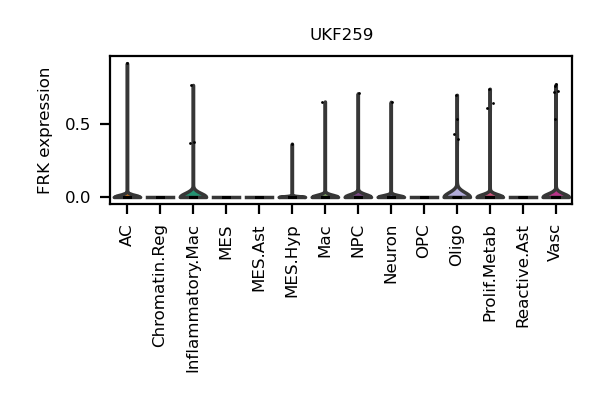 UKF259
FRK expression
0.5
0.0
AC
Chromatin.Reg
Inflammatory.Mac
MES
MES.Ast
MES.Hyp
Mac
NPC
Neuron
OPC
Oligo
Prolif.Metab
Reactive.Ast
Vasc